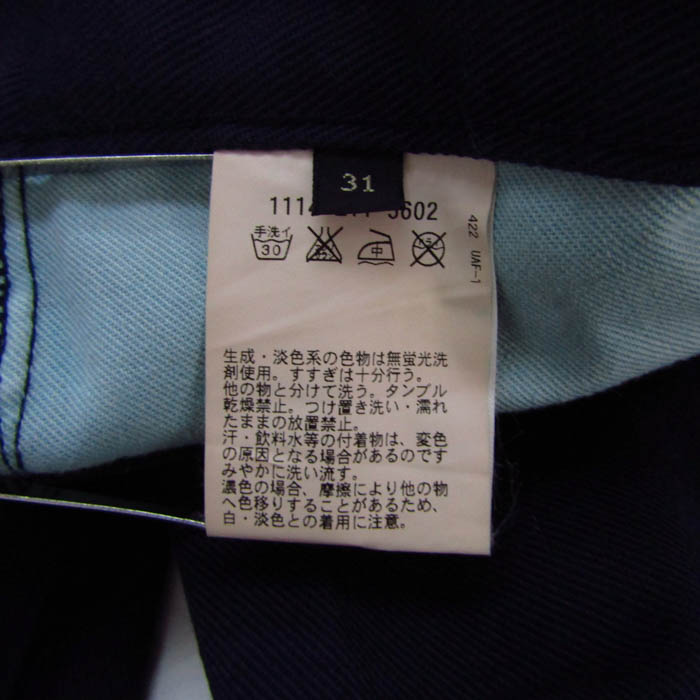 31
1114 5602
手洗イ
30
中
422 UAF-1
生成・淡色系の色物は無蛍光洗
剤使用。すすぎは十分行う。
他の物と分けて洗う。タンブル
乾燥禁止。つけ置き洗い・濡れ
たままの放置禁止。
汗・飲料水等の付着物は、変色
の原因となる場合があるのです
みやかに洗い流す。
濃色の場合、摩擦により他の物
へ色移りすることがあるため、
白・淡色との着用に注意。